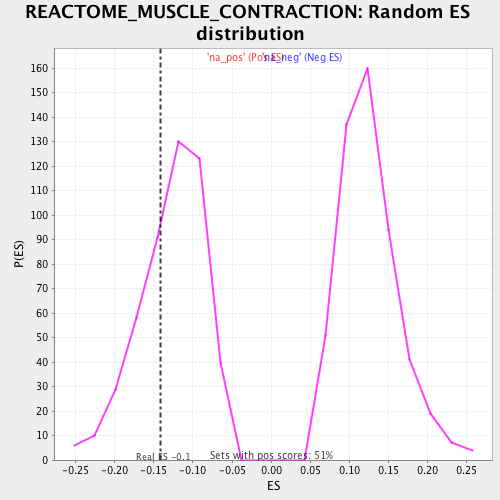 REACTOME_MUSCLE_CONTRACTION: Random ES
distribution
'na_pos' (Pos ES) 'na_neg' (Neg ES)
160
150
140
130
120
110
100
90
80
70
60
50
40
30
20
10
0
P(ES)
Real ES -0.1
Sets with pos scores: 51%
-0.25 -0.20 -0.15 -0.10 -0.05 0.00 0.05 0.10 0.15 0.20 0.25
ES